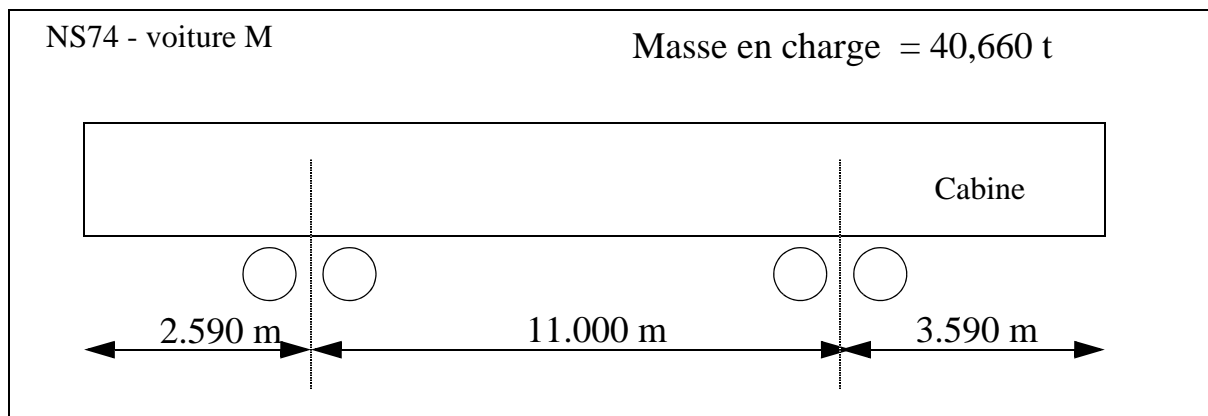 NS74 - voiture M
Masse en charge = 40,660 t
Cabine
2.590 m
11.000 m
3.590 m